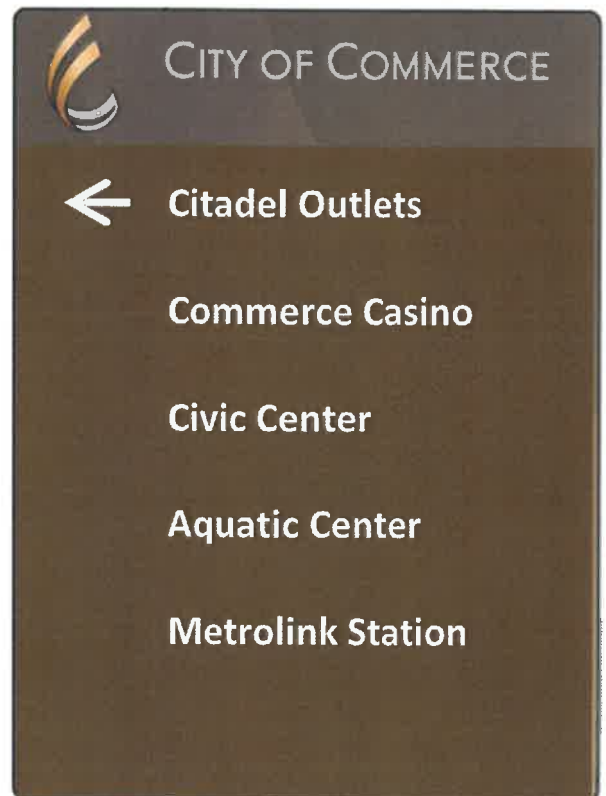 CITY OF COMMERCE
← Citadel Outlets
Commerce Casino
Civic Center
Aquatic Center
Metrolink Station